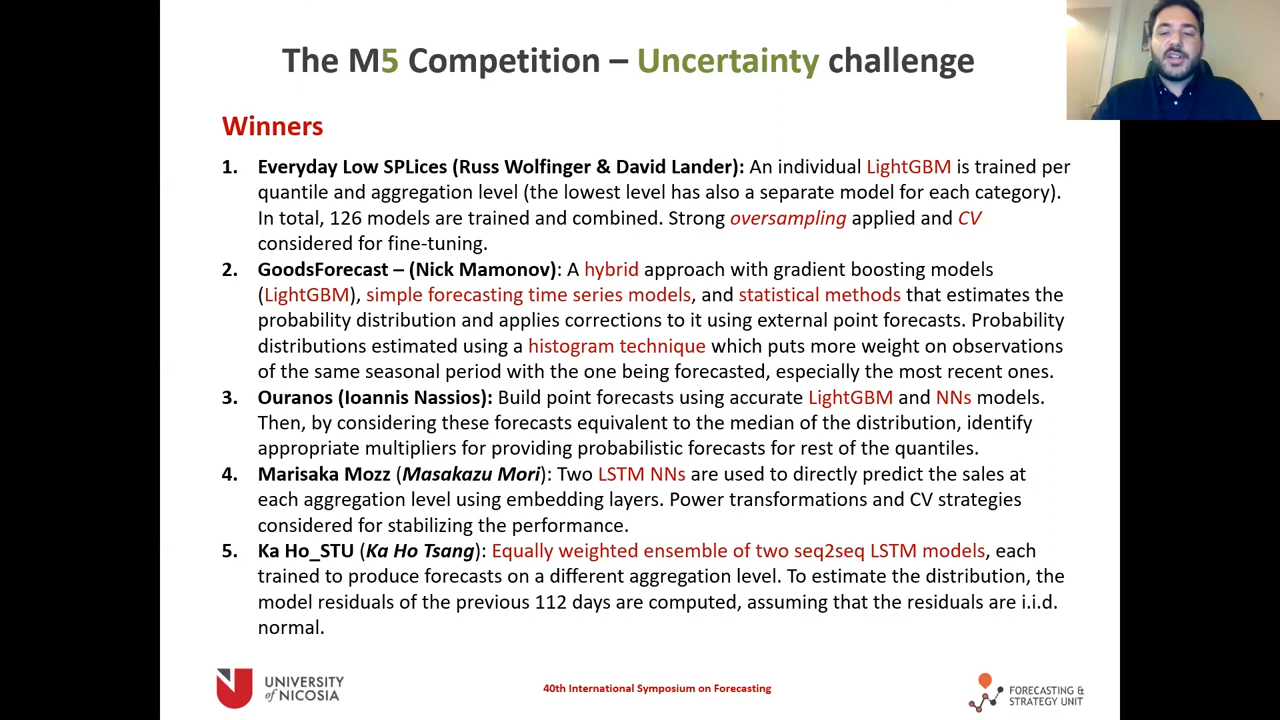 The M5 Competition – Uncertainty challenge
Winners
1. Everyday Low SPLices (Russ Wolfinger & David Lander): An individual LightGBM is trained per
quantile and aggregation level (the lowest level has also a separate model for each category).
In total, 126 models are trained and combined. Strong oversampling applied and CV
considered for fine-tuning.
2. GoodsForecast – (Nick Mamonov): A hybrid approach with gradient boosting models
(LightGBM), simple forecasting time series models, and statistical methods that estimates the
probability distribution and applies corrections to it using external point forecasts. Probability
distributions estimated using a histogram technique which puts more weight on observations
of the same seasonal period with the one being forecasted, especially the most recent ones.
3. Ouranos (Ioannis Nassios): Build point forecasts using accurate LightGBM and NNs models.
Then, by considering these forecasts equivalent to the median of the distribution, identify
appropriate multipliers for providing probabilistic forecasts for rest of the quantiles.
4. Marisaka Mozz (Masakazu Mori): Two LSTM NNs are used to directly predict the sales at
each aggregation level using embedding layers. Power transformations and CV strategies
considered for stabilizing the performance.
5. Ka Ho_STU (Ka Ho Tsang): Equally weighted ensemble of two seq2seq LSTM models, each
trained to produce forecasts on a different aggregation level. To estimate the distribution, the
model residuals of the previous 112 days are computed, assuming that the residuals are i.i.d.
normal.
UNIVERSITY
of NICOSIA
40th International Symposium on Forecasting
FORECASTING &
STRATEGY UNIT